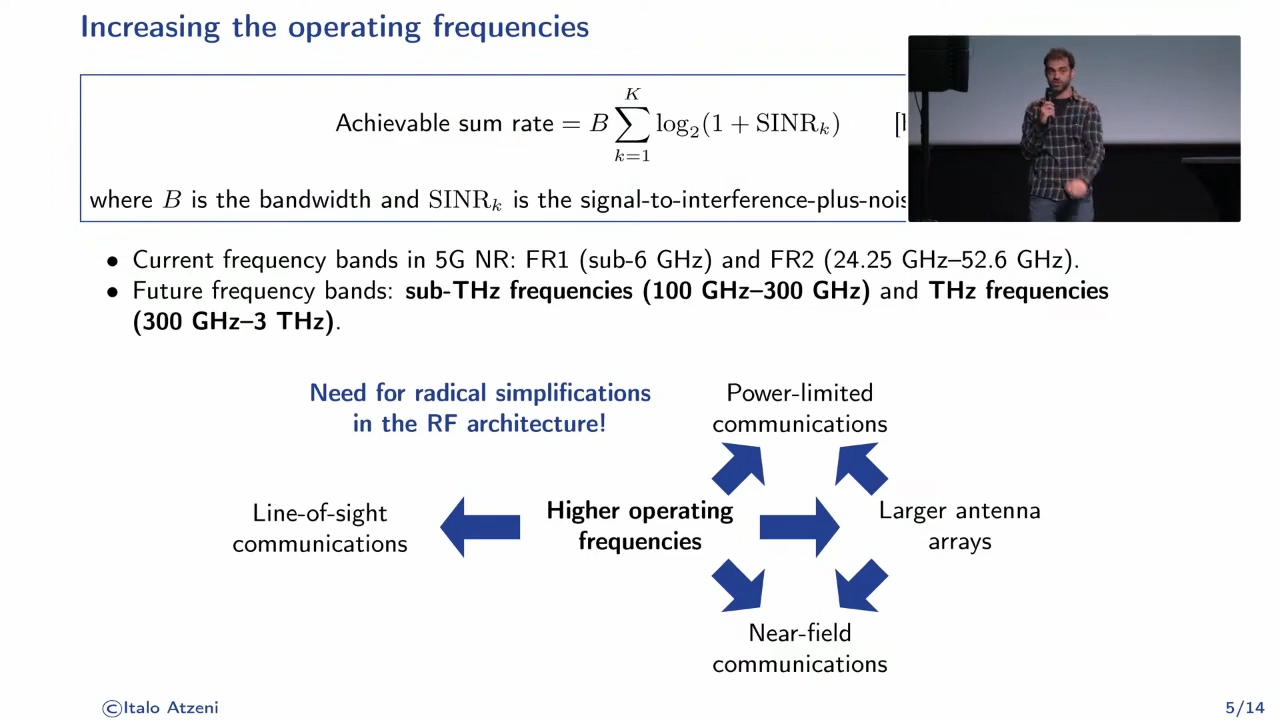 Increasing the operating frequencies
Achievable sum rate = B \sum_{k=1}^{K} log_2(1 + SINR_k) [
where B is the bandwidth and SINR_k is the signal-to-interference-plus-nois
• Current frequency bands in 5G NR: FR1 (sub-6 GHz) and FR2 (24.25 GHz–52.6 GHz).
• Future frequency bands: sub-THz frequencies (100 GHz–300 GHz) and THz frequencies
(300 GHz–3 THz).
Need for radical simplifications
in the RF architecture!
Power-limited
communications
Line-of-sight
communications
Higher operating
frequencies
Larger antenna
arrays
Near-field
communications
©Italo Atzeni
5/14